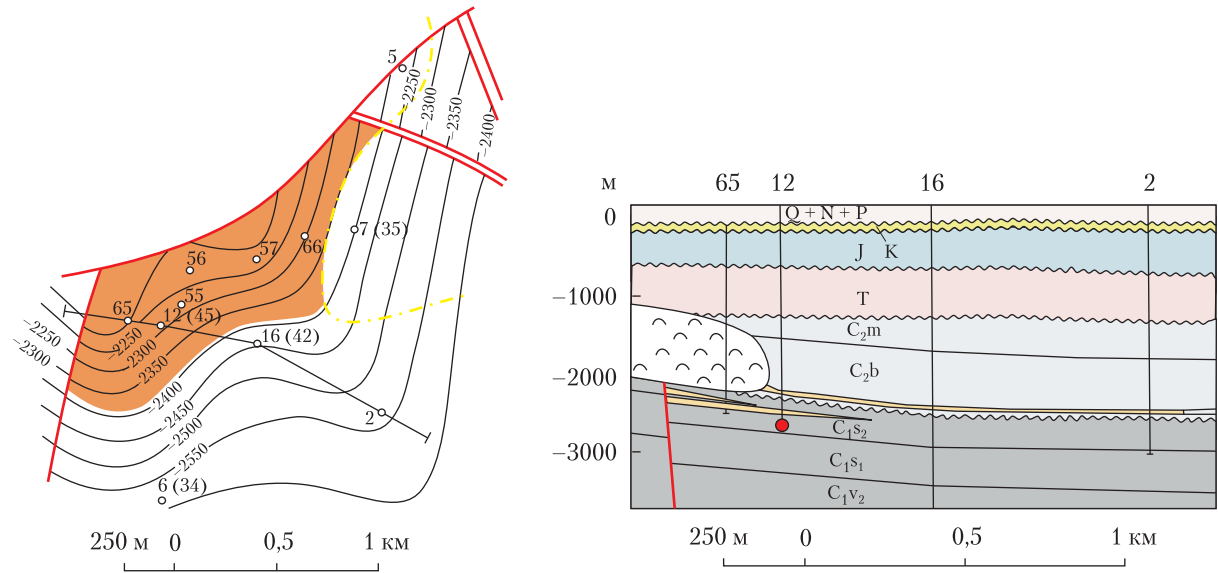 5
−2250
−2300
−2350
−2400
7 (35)
66
57
56
55
65
12 (45)
16 (42)
−2250
−2300
−2250
−2300
−2350
−2400
−2450
−2500
−2550
2
6 (34)
250 м 0 0,5 1 км
м 65 12 16 2
0
−1000
−2000
−3000
Q + N + P
J K
T
C₂m
C₂b
C₁s₂
C₁s₁
C₁v₂
250 м 0 0,5 1 км